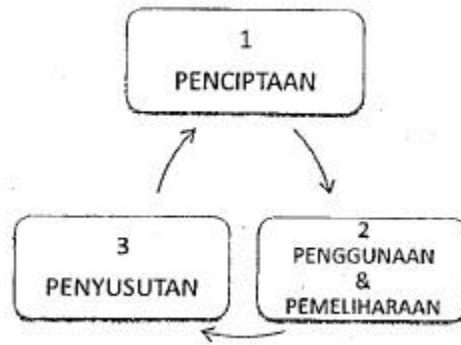 1
PENCIPTAAN
2
PENGGUNAAN
&
PEMELIHARAAN
3
PENYUSUTAN